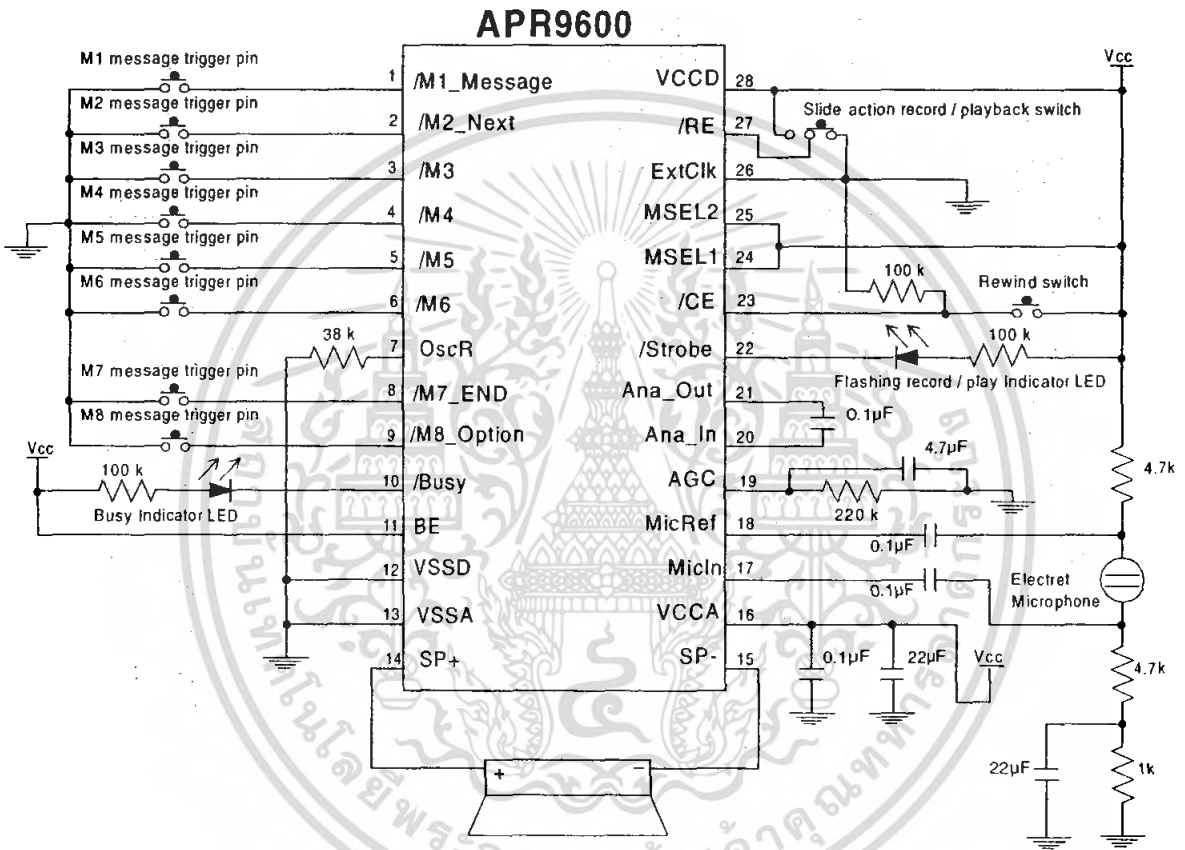 APR9600
M1 message trigger pin
1
/M1_Message
M2 message trigger pin
2
/M2_Next
M3 message trigger pin
3
/M3
M4 message trigger pin
4
/M4
M5 message trigger pin
5
/M5
M6 message trigger pin
6
/M6
38 k
7
OscR
M7 message trigger pin
8
/M7_END
M8 message trigger pin
9
/M8_Option
Vcc
100 k
10
/Busy
Busy Indicator LED
11
BE
12
VSSD
13
VSSA
14
SP+
VCCD
28
Vcc
Slide action record / playback switch
/RE
27
ExtClk
26
MSEL2
25
MSEL1
24
100 k
Rewind switch
/CE
23
/Strobe
22
100 k
Flashing record / play Indicator LED
Ana_Out
21
0.1µF
Ana_In
20
4.7µF
AGC
19
220 k
4.7k
MicRef
18
0.1µF
MicIn
17
0.1µF
Electret
Microphone
VCCA
16
0.1µF
22µF
Vcc
SP-
15
4.7k
22µF
1k
+
−